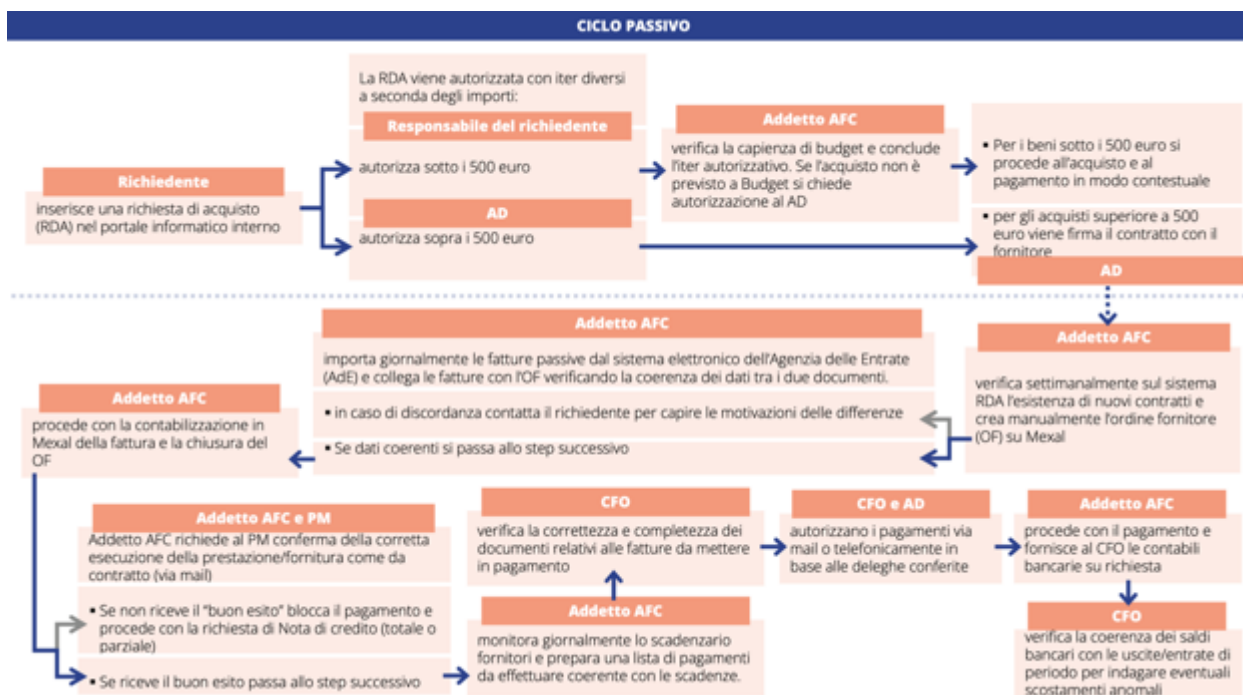 CICLO PASSIVO
La RDA viene autorizzata con iter diversi
a seconda degli importi:
Responsabile del richiedente
autorizza sotto i 500 euro
AD
autorizza sopra i 500 euro
Richiedente
inserisce una richiesta di acquisto
(RDA) nel portale informatico interno
Addetto AFC
verifica la capienza di budget e conclude
l'iter autorizzativo. Se l'acquisto non è
previsto a Budget si chiede
autorizzazione al AD
▪ Per i beni sotto i 500 euro si
procede all'acquisto e al
pagamento in modo contestuale
▪ per gli acquisti superiore a 500
euro viene firma il contratto con il
fornitore
AD
Addetto AFC
verifica settimanalmente sul sistema
RDA l'esistenza di nuovi contratti e
crea manualmente l'ordine fornitore
(OF) su Mexal
Addetto AFC
importa giornalmente le fatture passive dal sistema elettronico dell'Agenzia delle Entrate
(AdE) e collega le fatture con l'OF verificando la coerenza dei dati tra i due documenti.
▪ in caso di discordanza contatta il richiedente per capire le motivazioni delle differenze
▪ Se dati coerenti si passa allo step successivo
Addetto AFC
procede con la contabilizzazione in
Mexal della fattura e la chiusura del
OF
Addetto AFC e PM
Addetto AFC richiede al PM conferma della corretta
esecuzione della prestazione/fornitura come da
contratto (via mail)
▪ Se non riceve il "buon esito" blocca il pagamento e
procede con la richiesta di Nota di credito (totale o
parziale)
▪ Se riceve il buon esito passa allo step successivo
Addetto AFC
monitora giornalmente lo scadenzario
fornitori e prepara una lista di pagamenti
da effettuare coerente con le scadenze.
CFO
verifica la correttezza e completezza dei
documenti relativi alle fatture da mettere
in pagamento
CFO e AD
autorizzano i pagamenti via
mail o telefonicamente in
base alle deleghe conferite
Addetto AFC
procede con il pagamento e
fornisce al CFO le contabili
bancarie su richiesta
CFO
verifica la coerenza dei saldi
bancari con le uscite/entrate di
periodo per indagare eventuali
scostamenti anomali